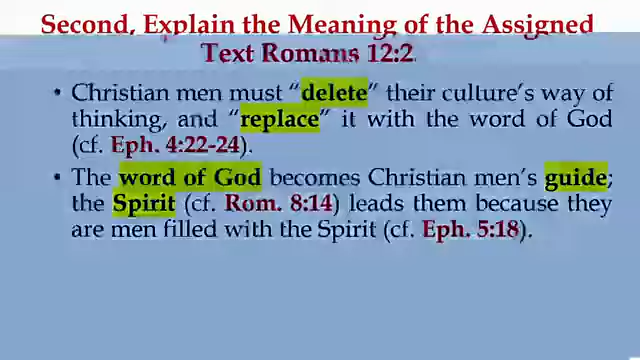 Second, Explain the Meaning of the Assigned
Text Romans 12:2
• Christian men must “delete” their culture’s way of
thinking, and “replace” it with the word of God
(cf. Eph. 4:22-24).
• The word of God becomes Christian men’s guide;
the Spirit (cf. Rom. 8:14) leads them because they
are men filled with the Spirit (cf. Eph. 5:18).